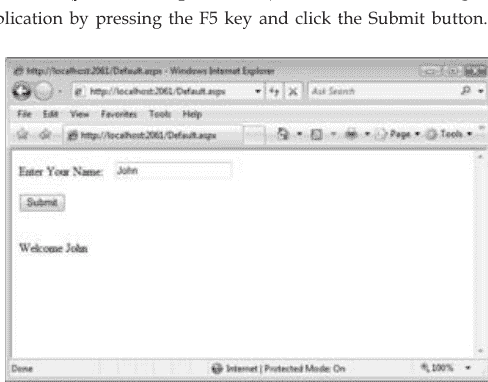 plication by pressing the F5 key and click the Submit button.
http://localhost:2061/Default.aspx - Windows Internet Explorer
http://localhost:2061/Default.aspx
Ask Search
File Edit View Favorites Tools Help
http://localhost:2061/Default.aspx
Page
Tools
Enter Your Name: John
Submit
Welcome John
Done
Internet | Protected Mode: On
100%